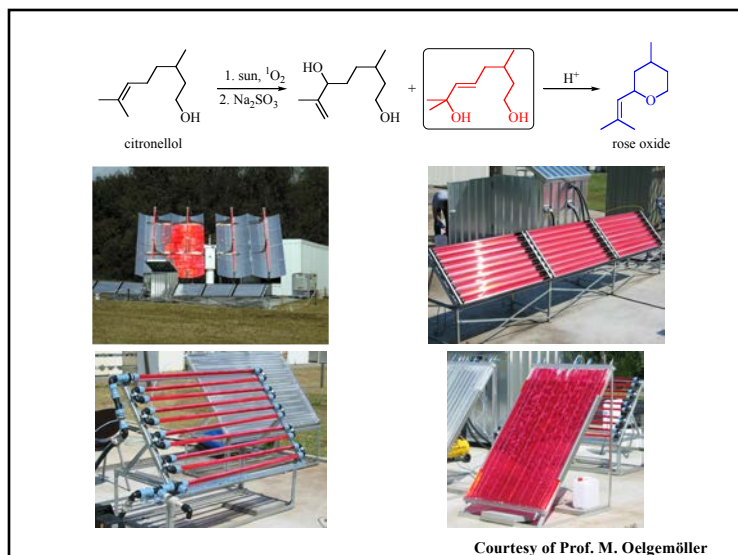 HO
1. sun, ¹O₂
2. Na₂SO₃
OH
citronellol
OH
+
OH
OH
H⁺
O
rose oxide
Courtesy of Prof. M. Oelgemöller